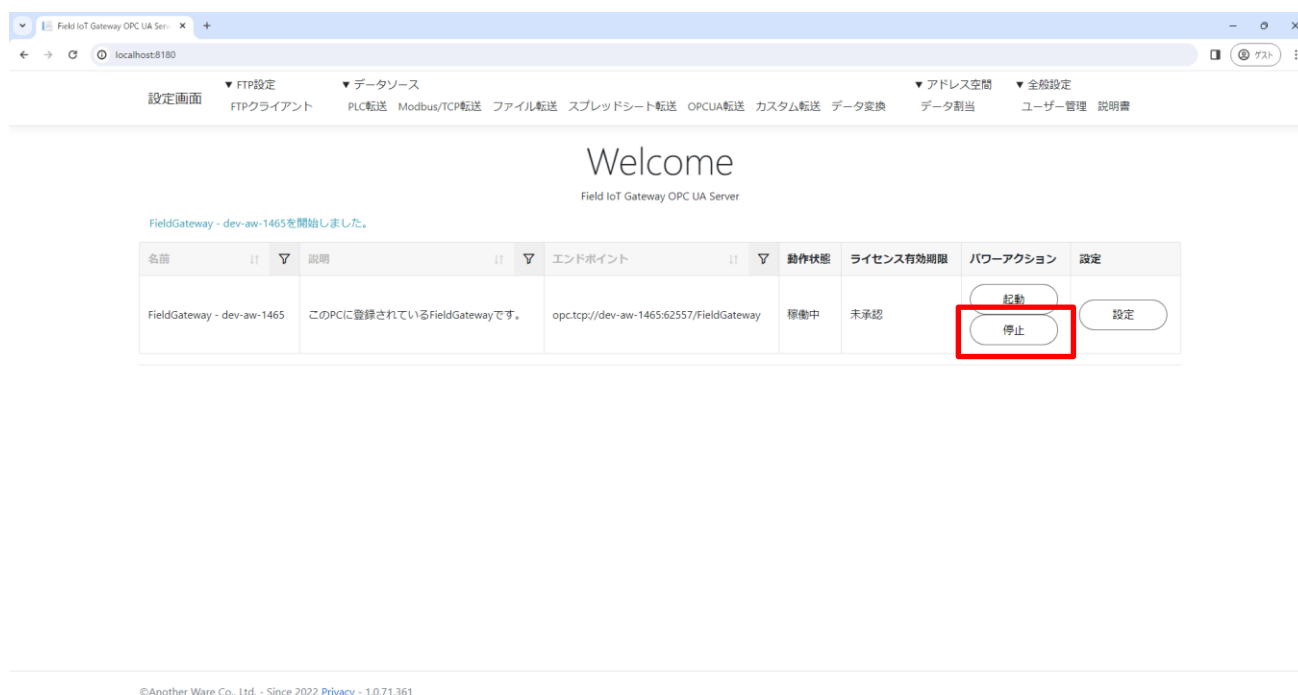 Field IoT Gateway OPC UA Ser
localhost:8180
ゲスト
▼ FTP設定 ▼ データソース ▼ アドレス空間 ▼ 全般設定
設定画面 FTPクライアント PLC転送 Modbus/TCP転送 ファイル転送 スプレッドシート転送 OPCUA転送 カスタム転送 データ変換 データ割当 ユーザー管理 説明書
Welcome
Field IoT Gateway OPC UA Server
FieldGateway - dev-aw-1465を開始しました。
名前 説明 エンドポイント 動作状態 ライセンス有効期限 パワーアクション 設定
起動
FieldGateway - dev-aw-1465 このPCに登録されているFieldGatewayです。 opc.tcp://dev-aw-1465:62557/FieldGateway 稼働中 未承認 設定
停止
©Another Ware Co., Ltd. - Since 2022 Privacy - 1.0.71.361